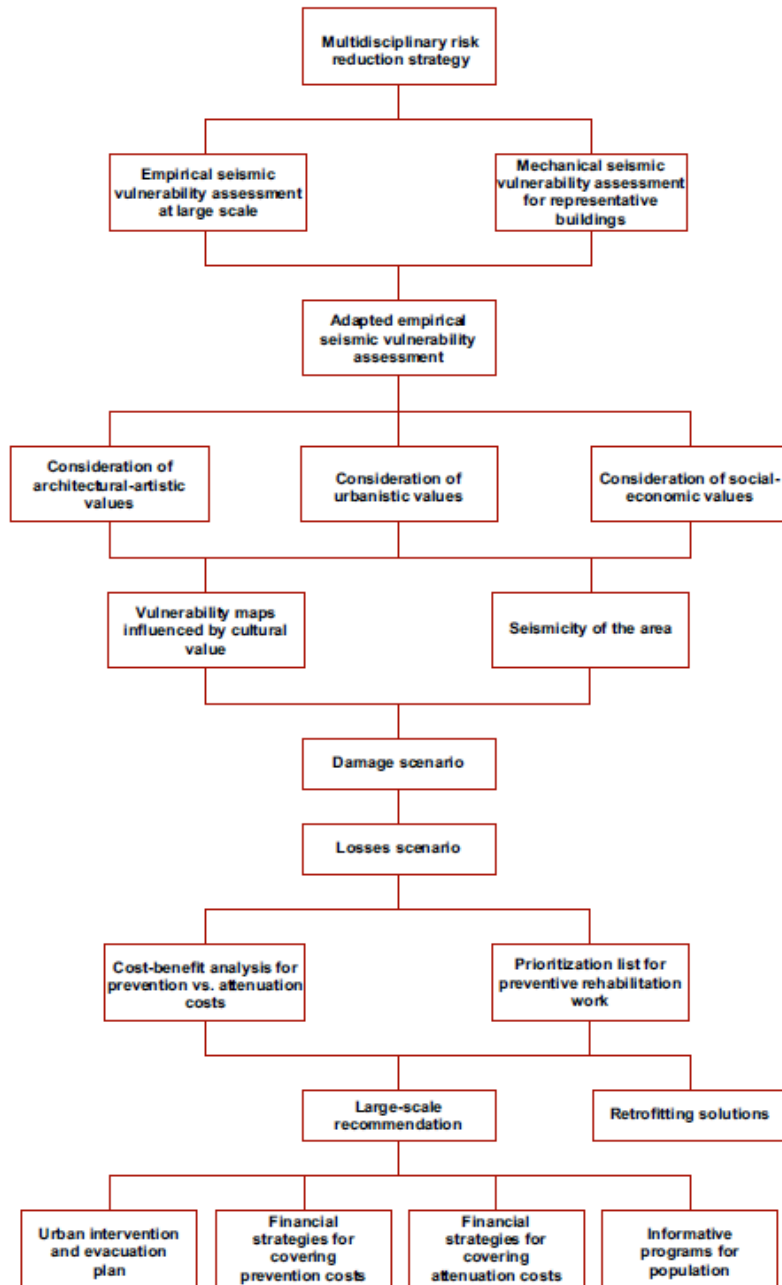 Multidisciplinary risk
reduction strategy
Empirical seismic
vulnerability assessment
at large scale
Mechanical seismic
vulnerability assessment
for representative
buildings
Adapted empirical
seismic vulnerability
assessment
Consideration of
architectural-artistic
values
Consideration of
urbanistic values
Consideration of social-
economic values
Vulnerability maps
influenced by cultural
value
Seismicity of the area
Damage scenario
Losses scenario
Cost-benefit analysis for
prevention vs. attenuation
costs
Prioritization list for
preventive rehabilitation
work
Large-scale
recommendation
Retrofitting solutions
Urban intervention
and evacuation
plan
Financial
strategies for
covering
prevention costs
Financial
strategies for
covering
attenuation costs
Informative
programs for
population